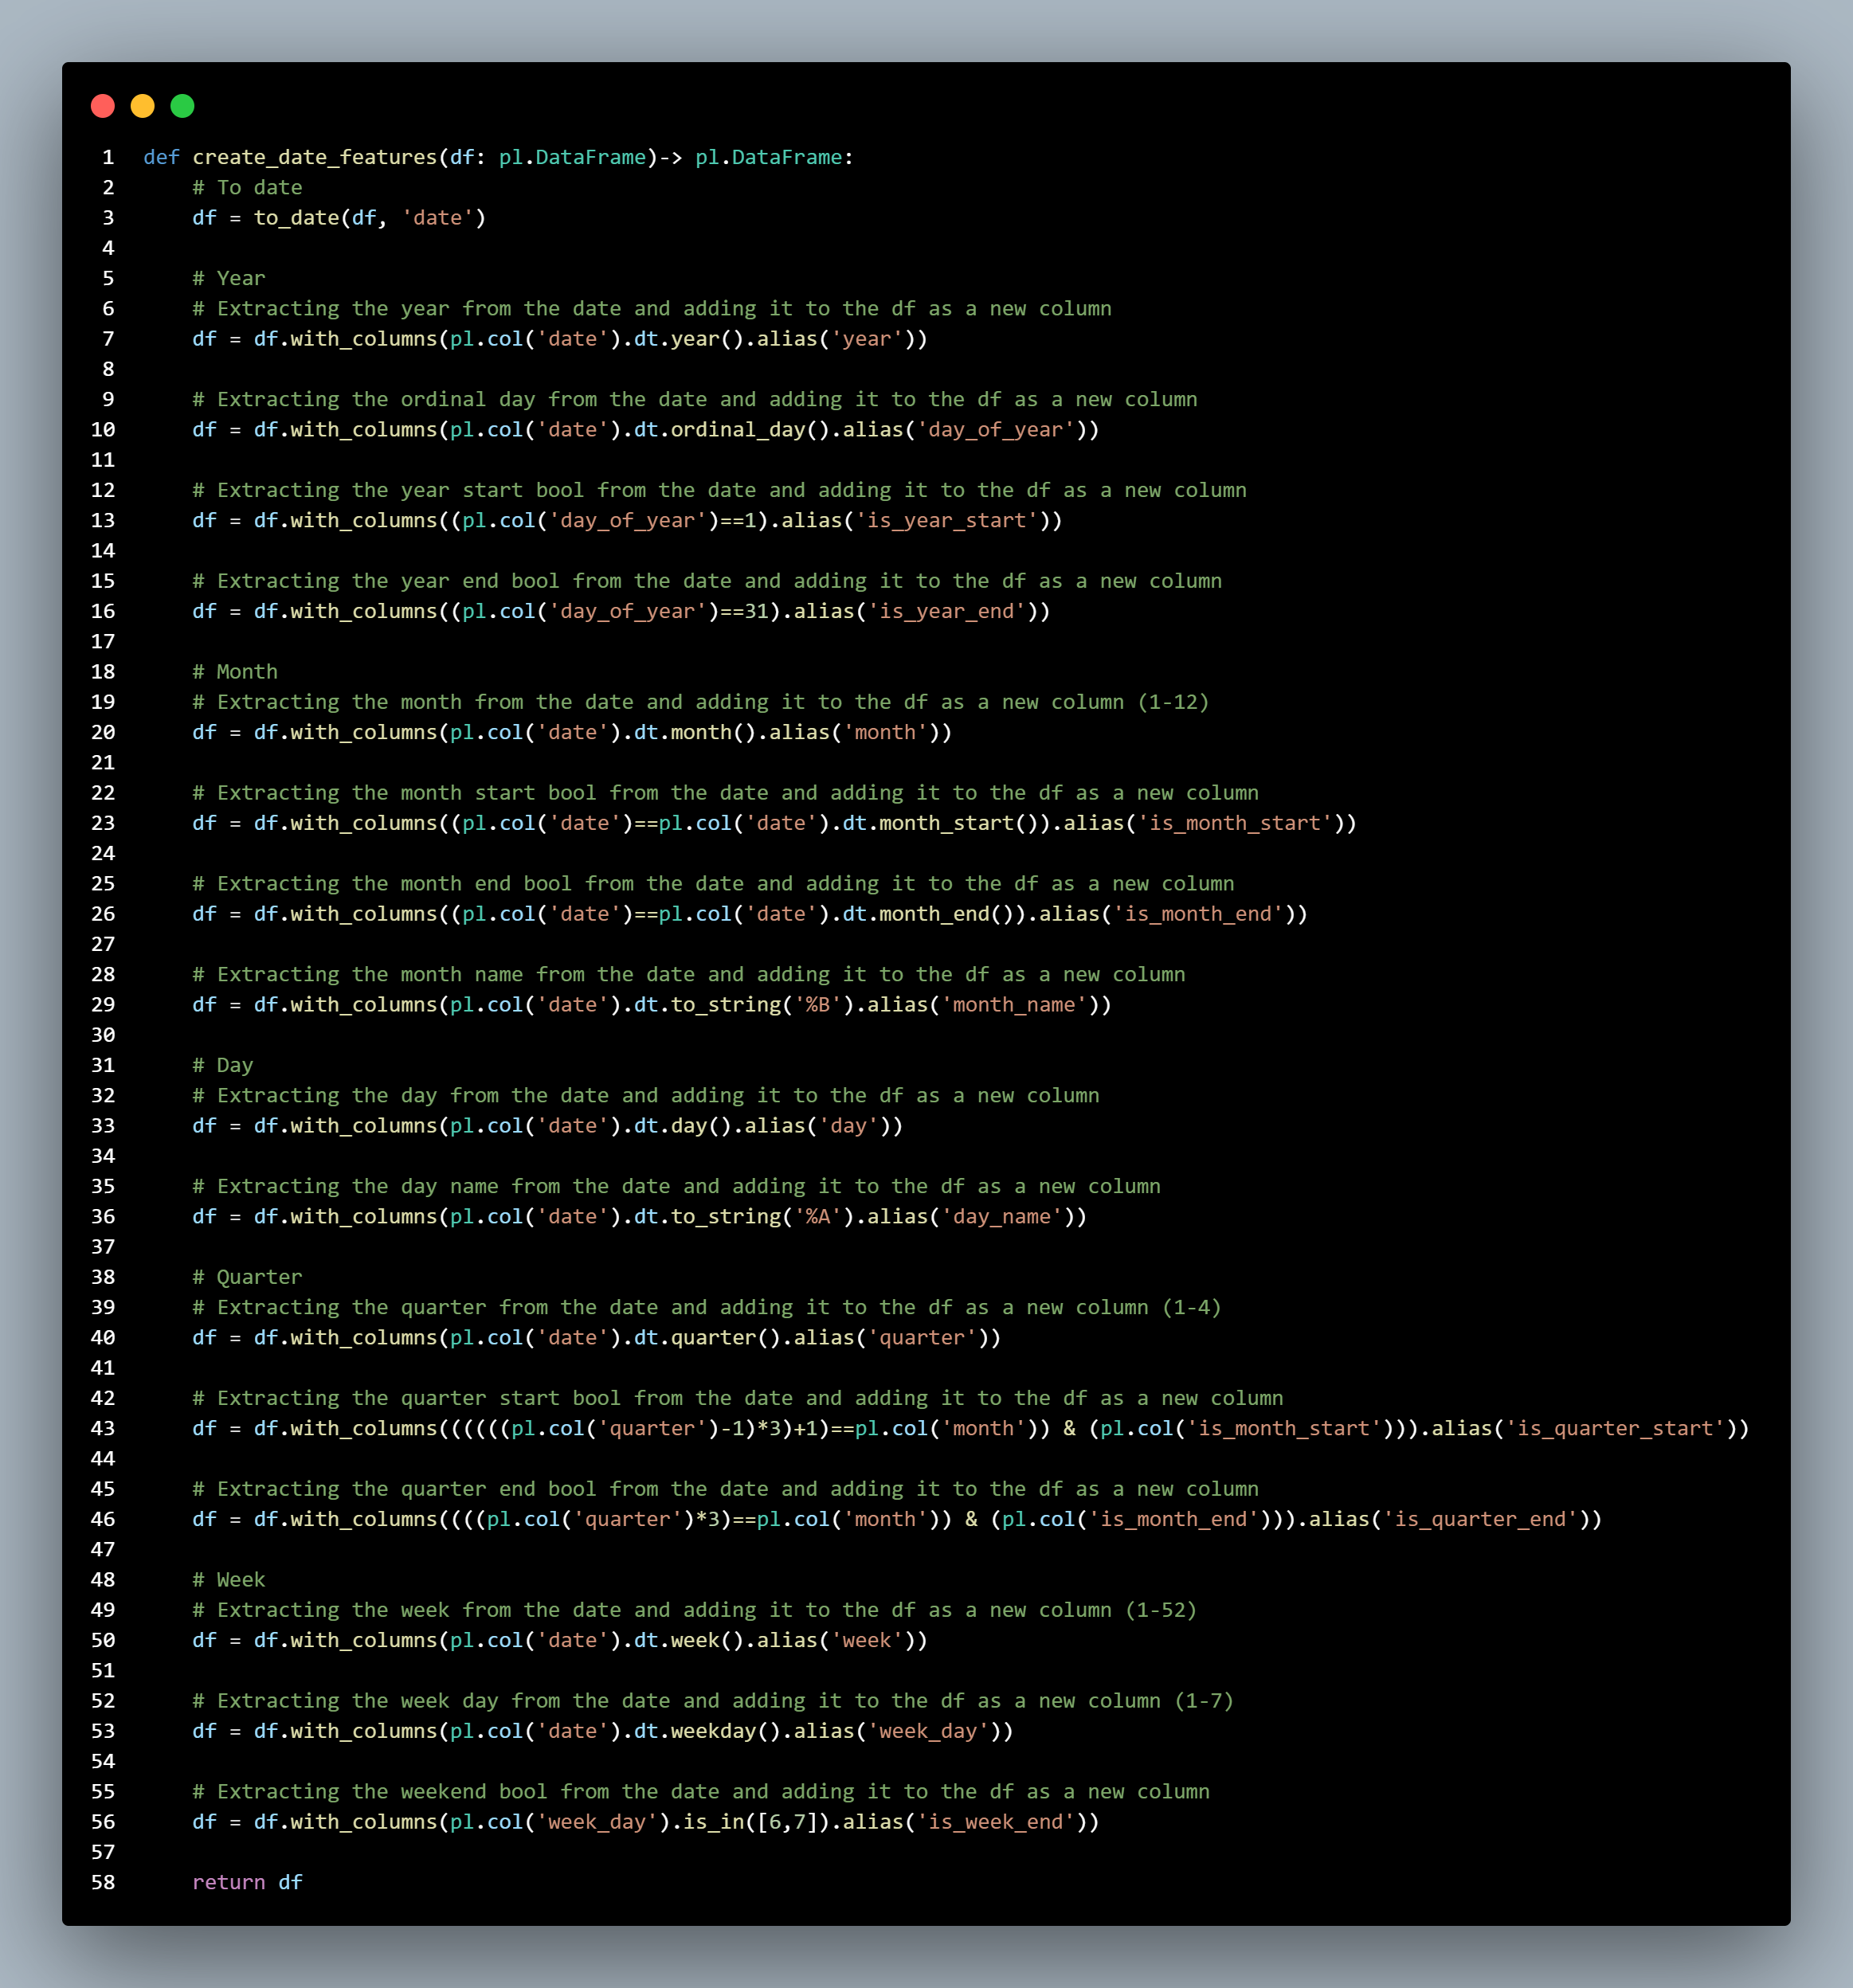 1 def create_date_features(df: pl.DataFrame)-> pl.DataFrame:
2     # To date
3     df = to_date(df, 'date')
4
5     # Year
6     # Extracting the year from the date and adding it to the df as a new column
7     df = df.with_columns(pl.col('date').dt.year().alias('year'))
8
9     # Extracting the ordinal day from the date and adding it to the df as a new column
10     df = df.with_columns(pl.col('date').dt.ordinal_day().alias('day_of_year'))
11
12     # Extracting the year start bool from the date and adding it to the df as a new column
13     df = df.with_columns((pl.col('day_of_year')==1).alias('is_year_start'))
14
15     # Extracting the year end bool from the date and adding it to the df as a new column
16     df = df.with_columns((pl.col('day_of_year')==31).alias('is_year_end'))
17
18     # Month
19     # Extracting the month from the date and adding it to the df as a new column (1-12)
20     df = df.with_columns(pl.col('date').dt.month().alias('month'))
21
22     # Extracting the month start bool from the date and adding it to the df as a new column
23     df = df.with_columns((pl.col('date')==pl.col('date').dt.month_start()).alias('is_month_start'))
24
25     # Extracting the month end bool from the date and adding it to the df as a new column
26     df = df.with_columns((pl.col('date')==pl.col('date').dt.month_end()).alias('is_month_end'))
27
28     # Extracting the month name from the date and adding it to the df as a new column
29     df = df.with_columns(pl.col('date').dt.to_string('%B').alias('month_name'))
30
31     # Day
32     # Extracting the day from the date and adding it to the df as a new column
33     df = df.with_columns(pl.col('date').dt.day().alias('day'))
34
35     # Extracting the day name from the date and adding it to the df as a new column
36     df = df.with_columns(pl.col('date').dt.to_string('%A').alias('day_name'))
37
38     # Quarter
39     # Extracting the quarter from the date and adding it to the df as a new column (1-4)
40     df = df.with_columns(pl.col('date').dt.quarter().alias('quarter'))
41
42     # Extracting the quarter start bool from the date and adding it to the df as a new column
43     df = df.with_columns((((((pl.col('quarter')-1)*3)+1)==pl.col('month')) & (pl.col('is_month_start'))).alias('is_quarter_start'))
44
45     # Extracting the quarter end bool from the date and adding it to the df as a new column
46     df = df.with_columns((((pl.col('quarter')*3)==pl.col('month')) & (pl.col('is_month_end'))).alias('is_quarter_end'))
47
48     # Week
49     # Extracting the week from the date and adding it to the df as a new column (1-52)
50     df = df.with_columns(pl.col('date').dt.week().alias('week'))
51
52     # Extracting the week day from the date and adding it to the df as a new column (1-7)
53     df = df.with_columns(pl.col('date').dt.weekday().alias('week_day'))
54
55     # Extracting the weekend bool from the date and adding it to the df as a new column
56     df = df.with_columns(pl.col('week_day').is_in([6,7]).alias('is_week_end'))
57
58     return df